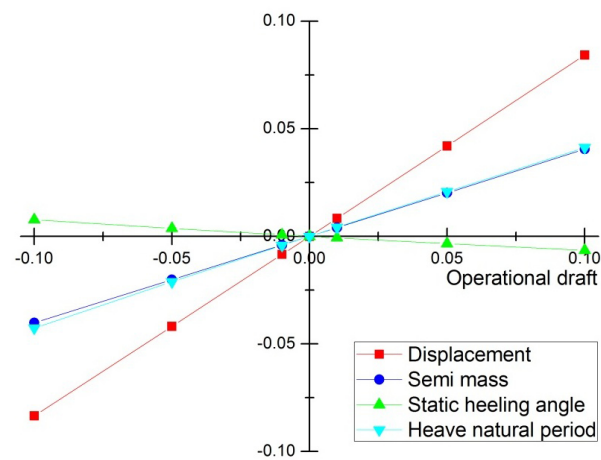 0.10
0.05
0.00
-0.10
-0.05
0.00
0.05
0.10
Operational draft
-0.05
Displacement
Semi mass
Static heeling angle
Heave natural period
-0.10